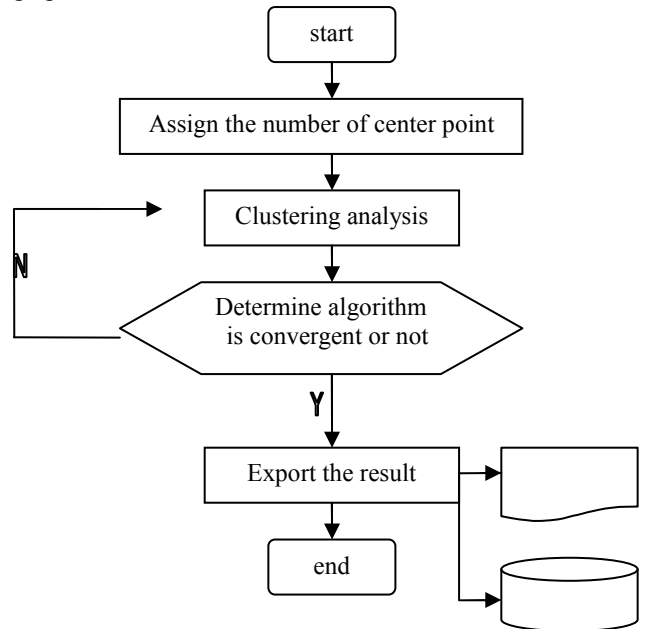 start
Assign the number of center point
Clustering analysis
N
Determine algorithm
is convergent or not
Y
Export the result
end